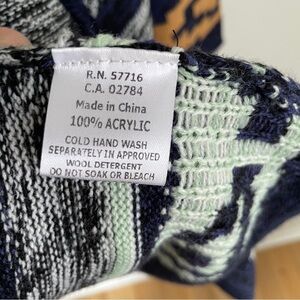 R.N. 57716
C.A. 02784
Made in China
100% ACRYLIC
COLD HAND WASH
SEPARATELY IN APPROVED
WOOL DETERGENT
DO NOT SOAK OR BLEACH